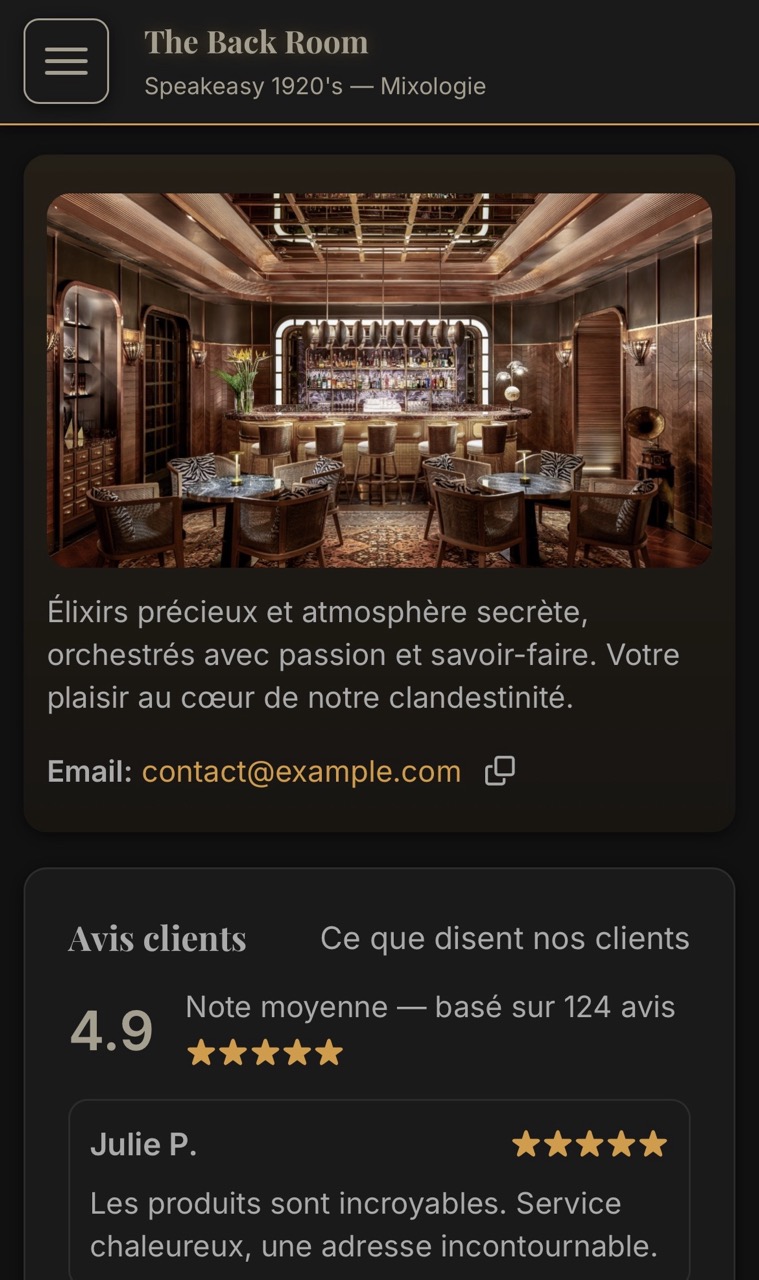 The Back Room
Speakeasy 1920's — Mixologie
Élixirs précieux et atmosphère secrète,
orchestrés avec passion et savoir-faire. Votre
plaisir au cœur de notre clandestinité.
Email: contact@example.com
Avis clients
Ce que disent nos clients
4.9
Note moyenne — basé sur 124 avis
Julie P.
Les produits sont incroyables. Service
chaleureux, une adresse incontournable.